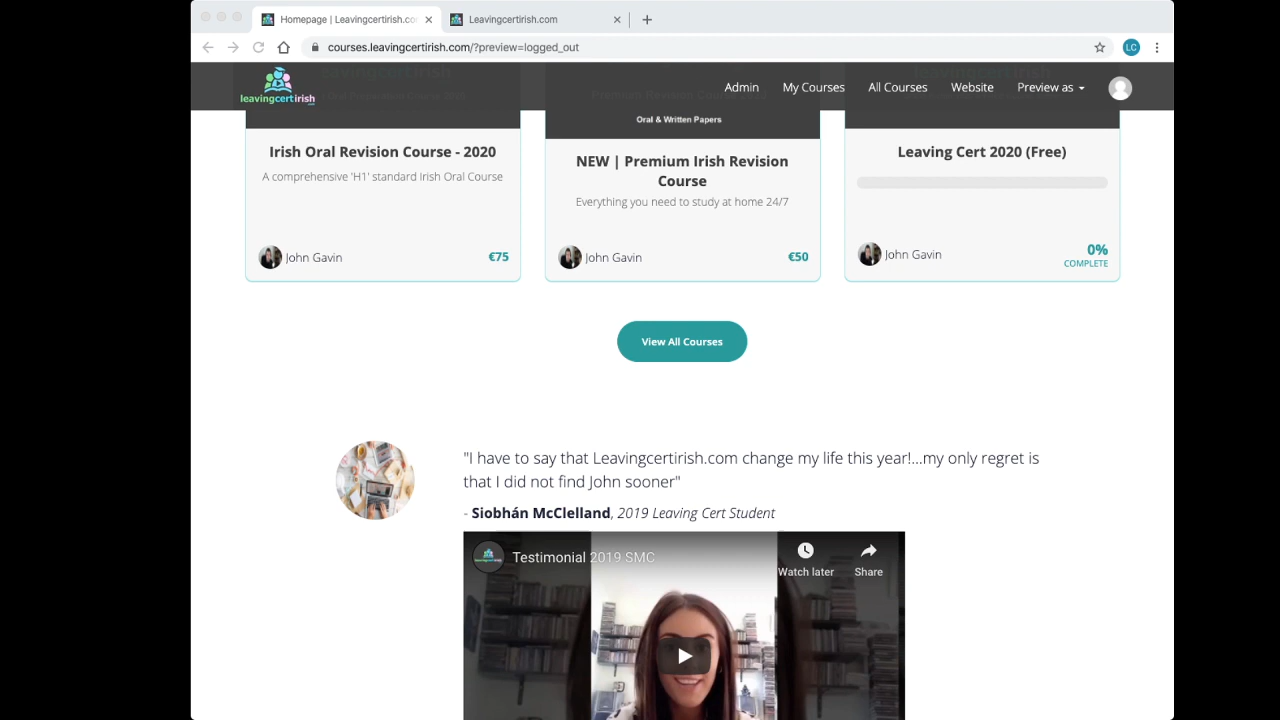 Homepage | Leavingcertirish.co
Leavingcertirish.com
courses.leavingcertirish.com/?preview=logged_out
LC
leavingcertirish
Admin
My Courses
All Courses
Website
Preview as
Oral & Written Papers
Irish Oral Revision Course - 2020
A comprehensive 'H1' standard Irish Oral Course
John Gavin
€75
NEW | Premium Irish Revision
Course
Everything you need to study at home 24/7
John Gavin
€50
Leaving Cert 2020 (Free)
John Gavin
0%
COMPLETE
View All Courses
"I have to say that Leavingcertirish.com change my life this year!...my only regret is
that I did not find John sooner"
- Siobhán McClelland, 2019 Leaving Cert Student
Testimonial 2019 SMC
Watch later
Share